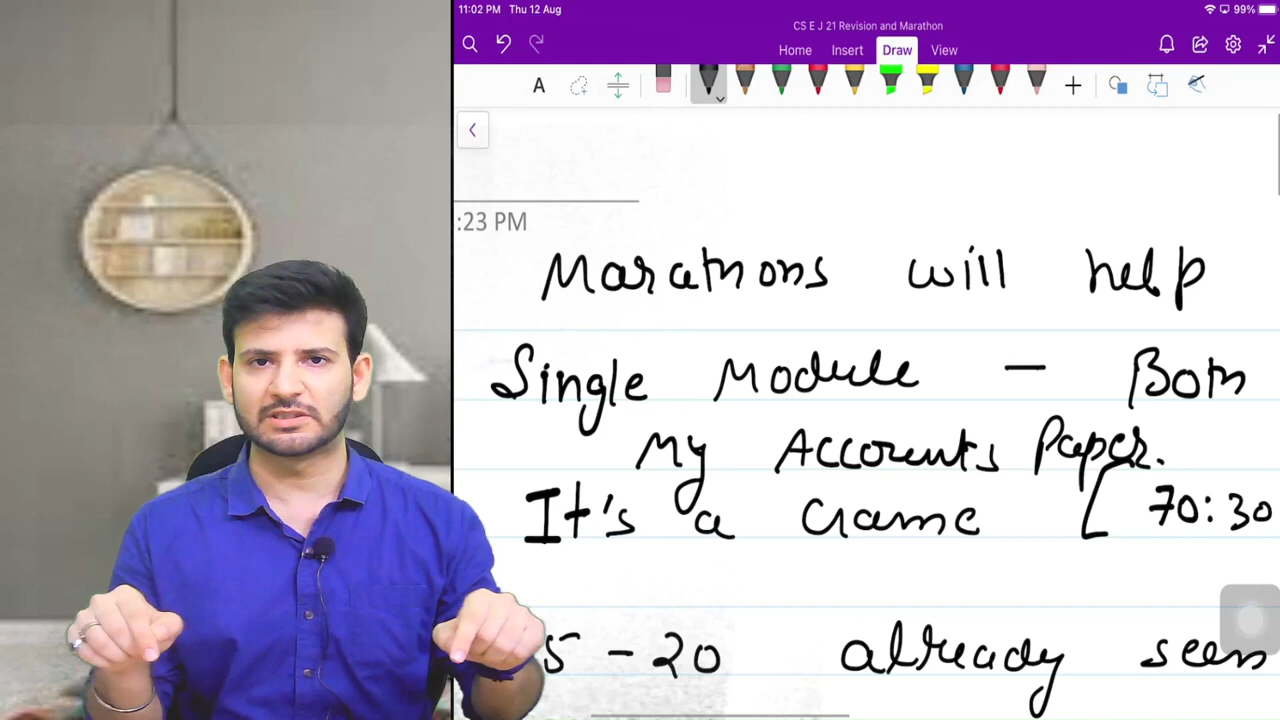 11:02 PM Thu 12 Aug
99%
CS E J 21 Revision and Marathon
Home Insert Draw View
A
:23 PM
Marathons will help
Single Module - Both
My Accounts Paper.
It's a Game [ 70:30
5 - 20 already seen